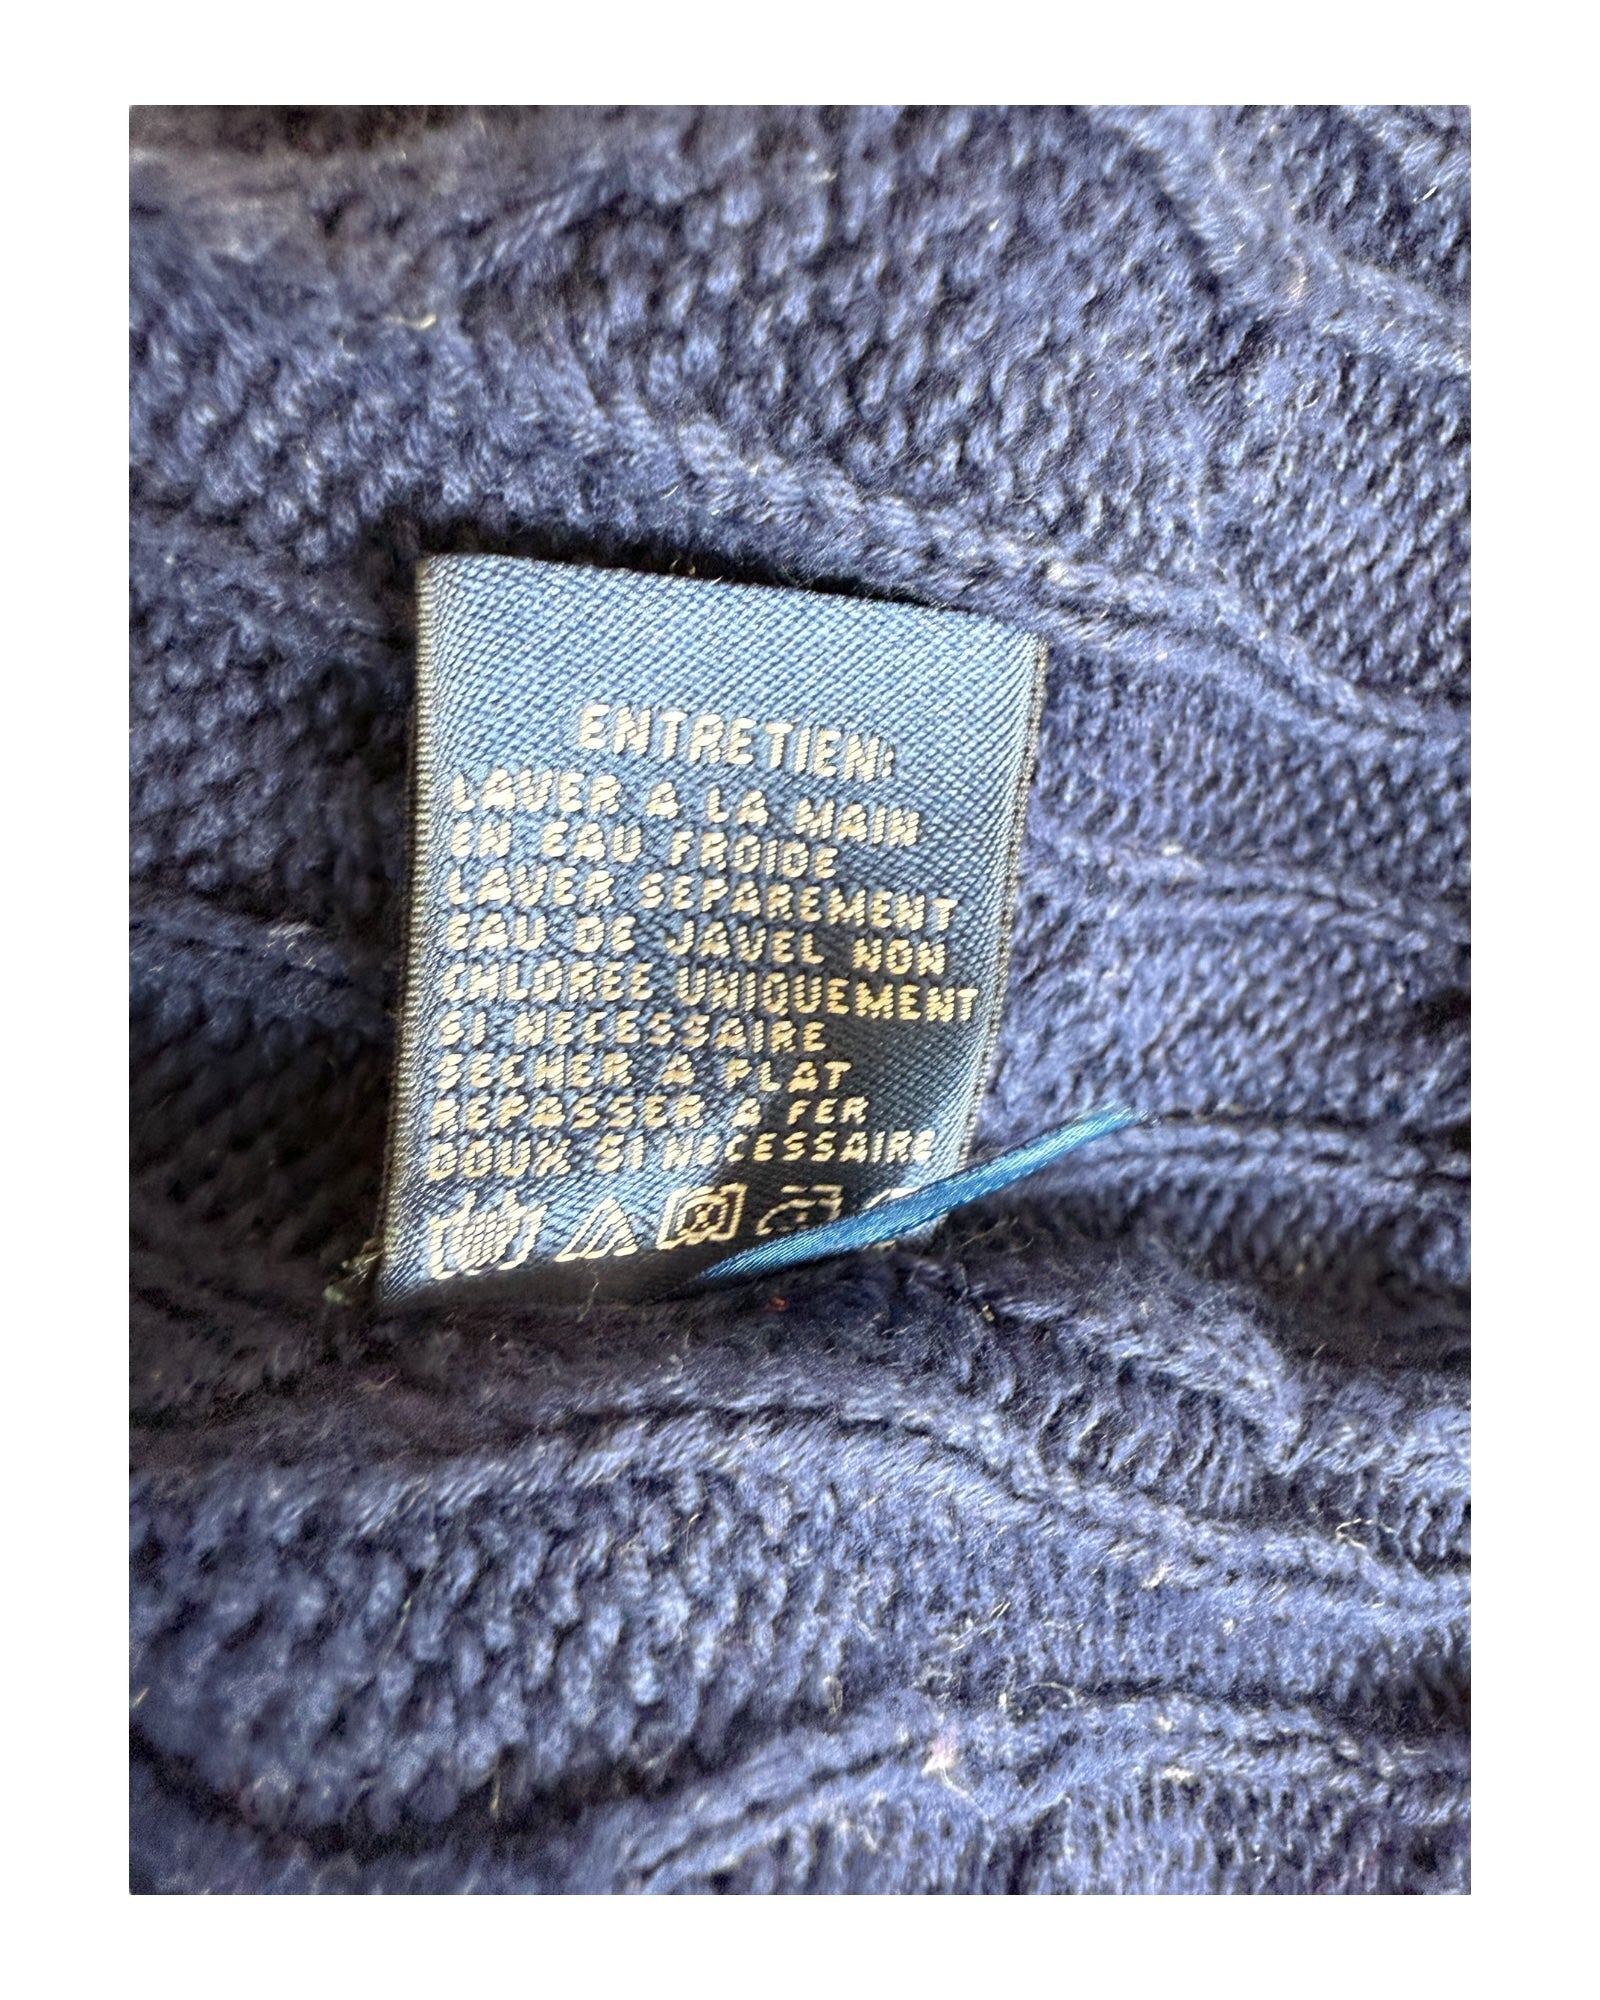 ENTRETIEN:
LAVER A LA MAIN
EN EAU FROIDE
LAVER SEPAREMENT
EAU DE JAVEL NON
CHLOREE UNIQUEMENT
SI NECESSAIRE
SECHER A PLAT
REPASSER A FER
DOUX SI NECESSAIRE